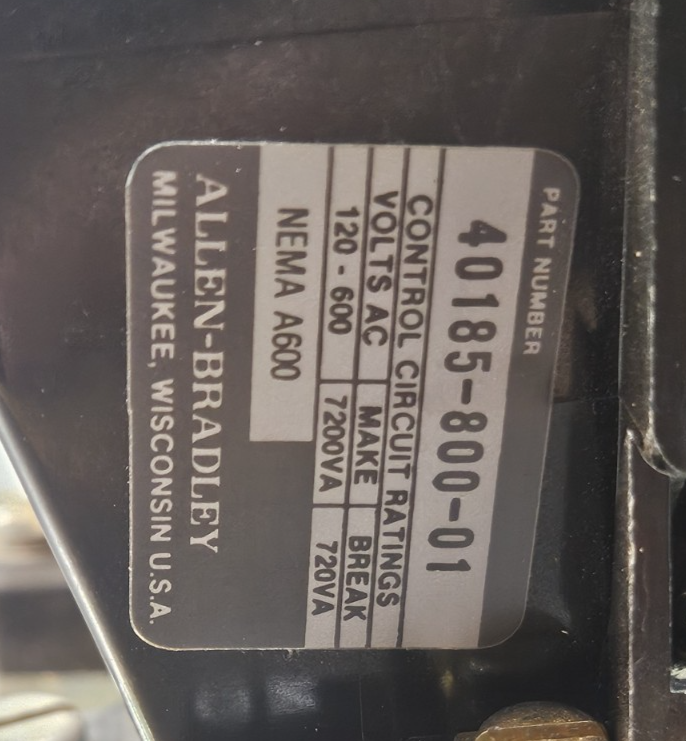 PART NUMBER
40185-800-01
CONTROL CIRCUIT RATINGS
VOLTS AC MAKE BREAK
120 - 600 7200VA 720VA
NEMA A600
ALLEN-BRADLEY
MILWAUKEE, WISCONSIN U.S.A.